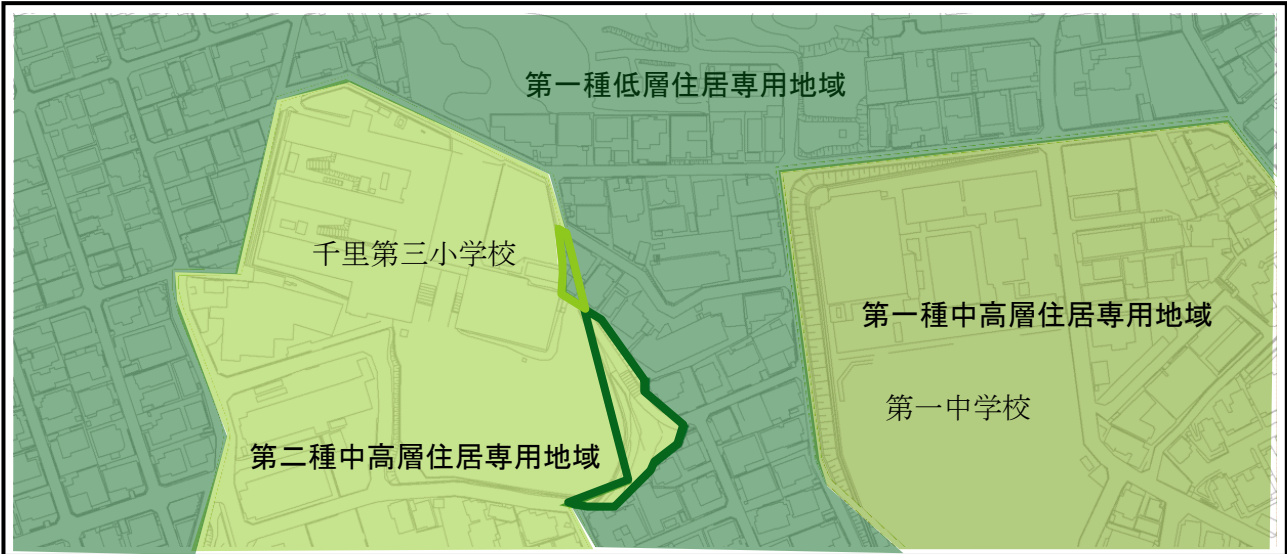 第一種低層住居専用地域
千里第三小学校
第一種中高層住居専用地域
第一中学校
第二種中高層住居専用地域